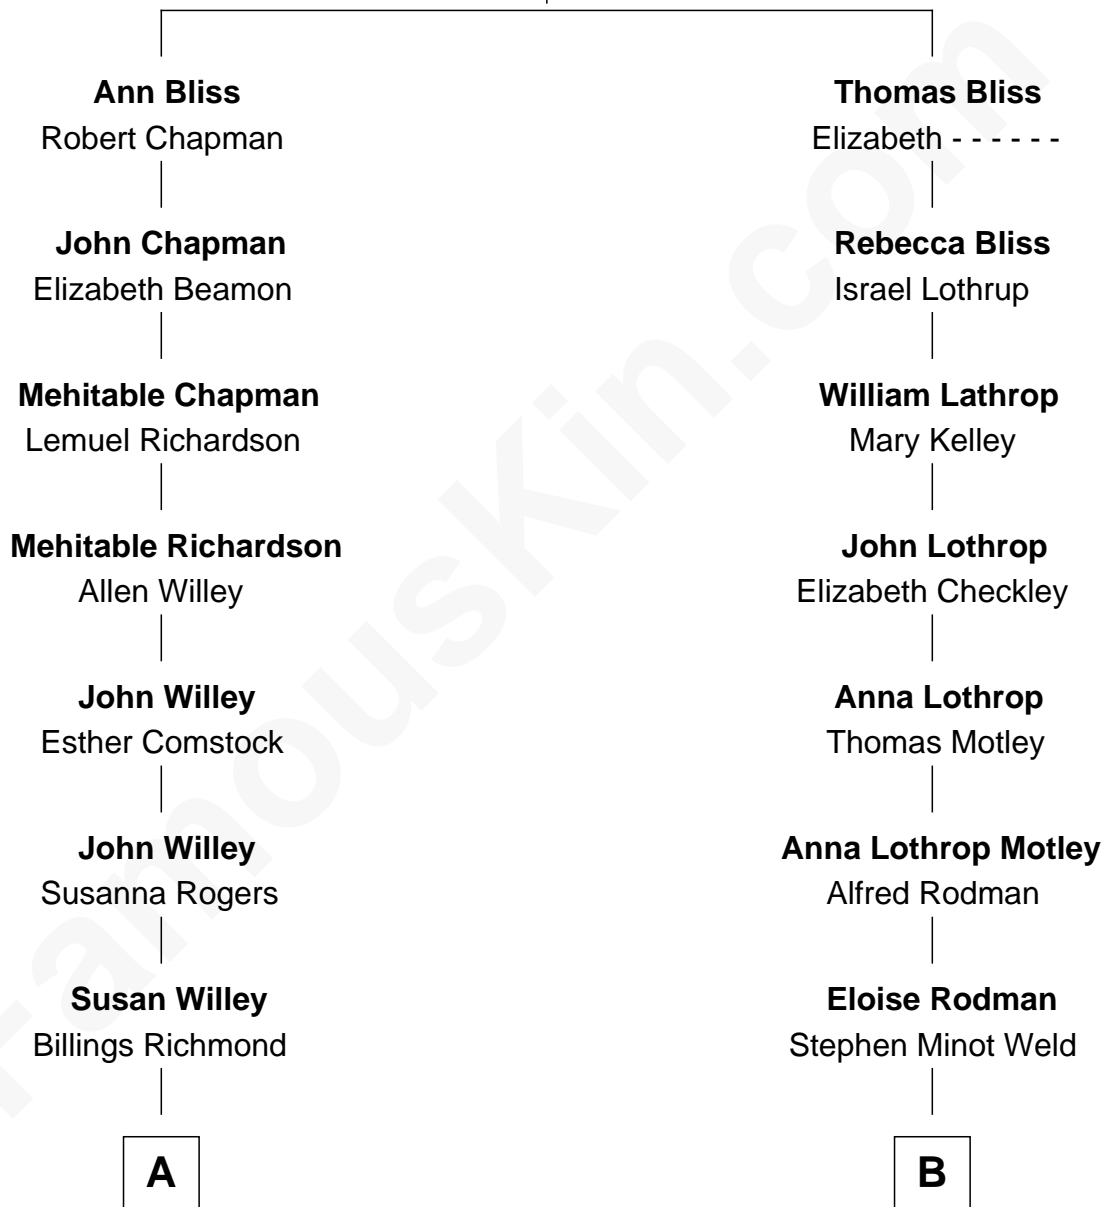 Ann Bliss
Robert Chapman
John Chapman
Elizabeth Beamon
Mehitable Chapman
Lemuel Richardson
Mehitable Richardson
Allen Willey
John Willey
Esther Comstock
John Willey
Susanna Rogers
Susan Willey
Billings Richmond
A
Thomas Bliss
Elizabeth - - - - - -
Rebecca Bliss
Israel Lothrup
William Lathrop
Mary Kelley
John Lothrop
Elizabeth Checkley
Anna Lothrop
Thomas Motley
Anna Lothrop Motley
Alfred Rodman
Eloise Rodman
Stephen Minot Weld
B
FamousKin.com